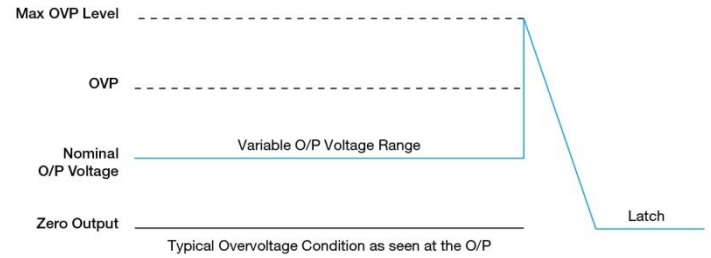 Max OVP Level
OVP
Variable O/P Voltage Range
Nominal
O/P Voltage
Zero Output
Latch
Typical Overvoltage Condition as seen at the O/P